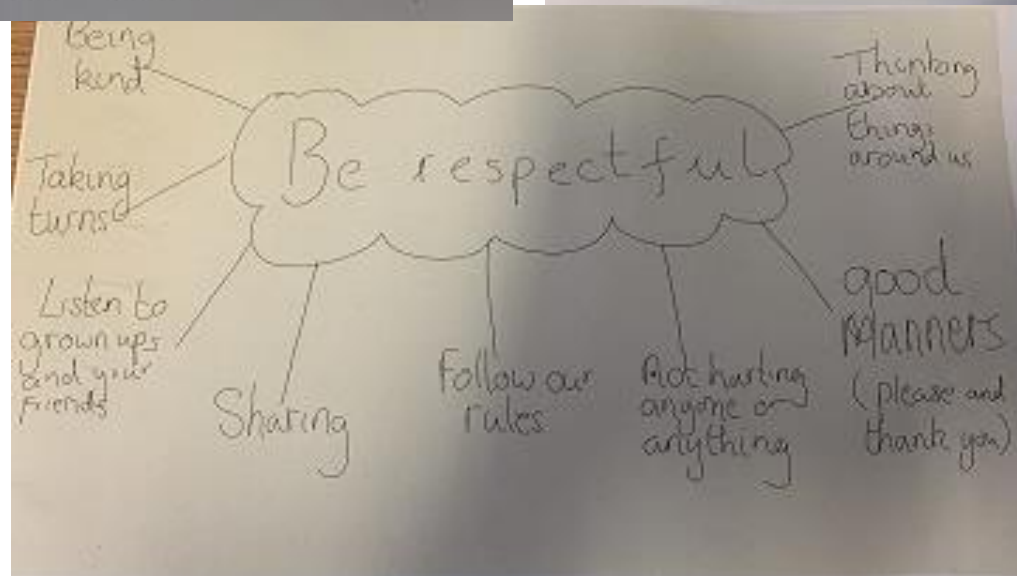 Be respectful
Being
kind
Taking
turns
Listen to
grown ups
and your
friends
Sharing
Follow our
rules
Not hurting
anyone or
anything
good
manners
(please and
thank you)
Thinking
about
things
around us